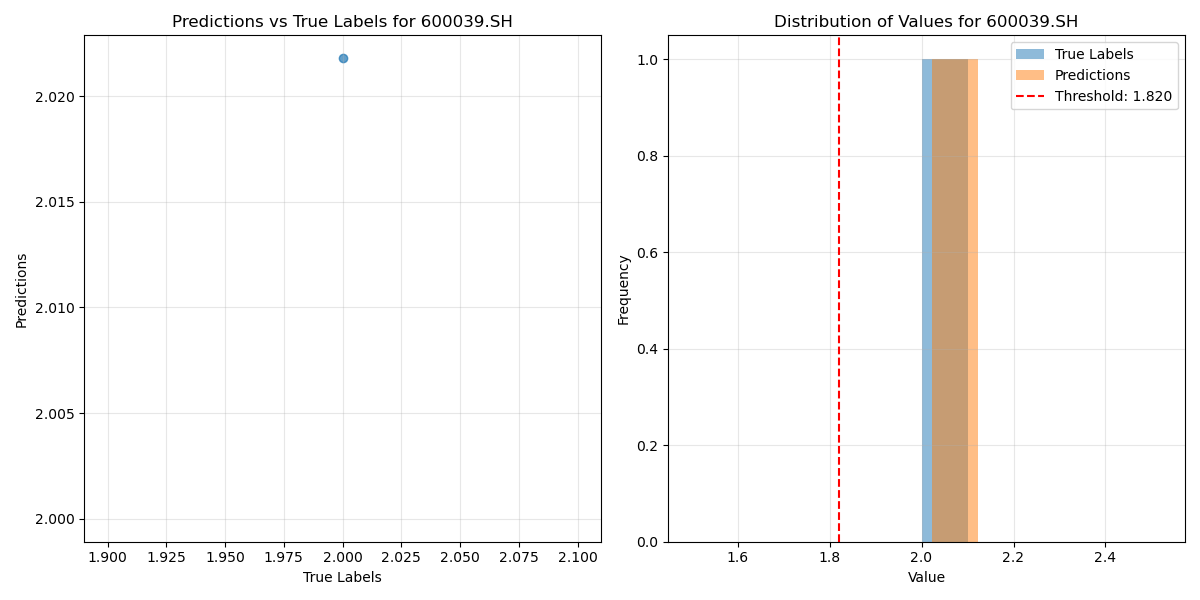 Predictions vs True Labels for 600039.SH
2.020
2.015
2.010
2.005
2.000
Predictions
1.900 1.925 1.950 1.975 2.000 2.025 2.050 2.075 2.100
True Labels
Distribution of Values for 600039.SH
True Labels
Predictions
Threshold: 1.820
1.0
0.8
0.6
0.4
0.2
0.0
Frequency
1.6 1.8 2.0 2.2 2.4
Value